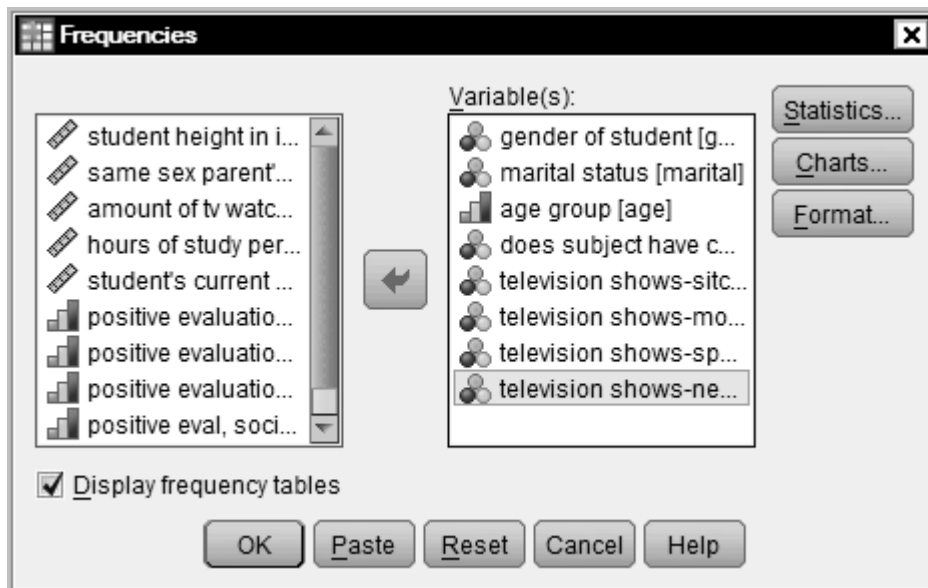 Frequencies
student height in i...
same sex parent'...
amount of tv watc...
hours of study per...
student's current ...
positive evaluatio...
positive evaluatio...
positive evaluatio...
positive eval, soci...
Variable(s):
gender of student [g...
marital status [marital]
age group [age]
does subject have c...
television shows-sitc...
television shows-mo...
television shows-sp...
television shows-ne...
Statistics...
Charts...
Format...
Display frequency tables
OK Paste Reset Cancel Help